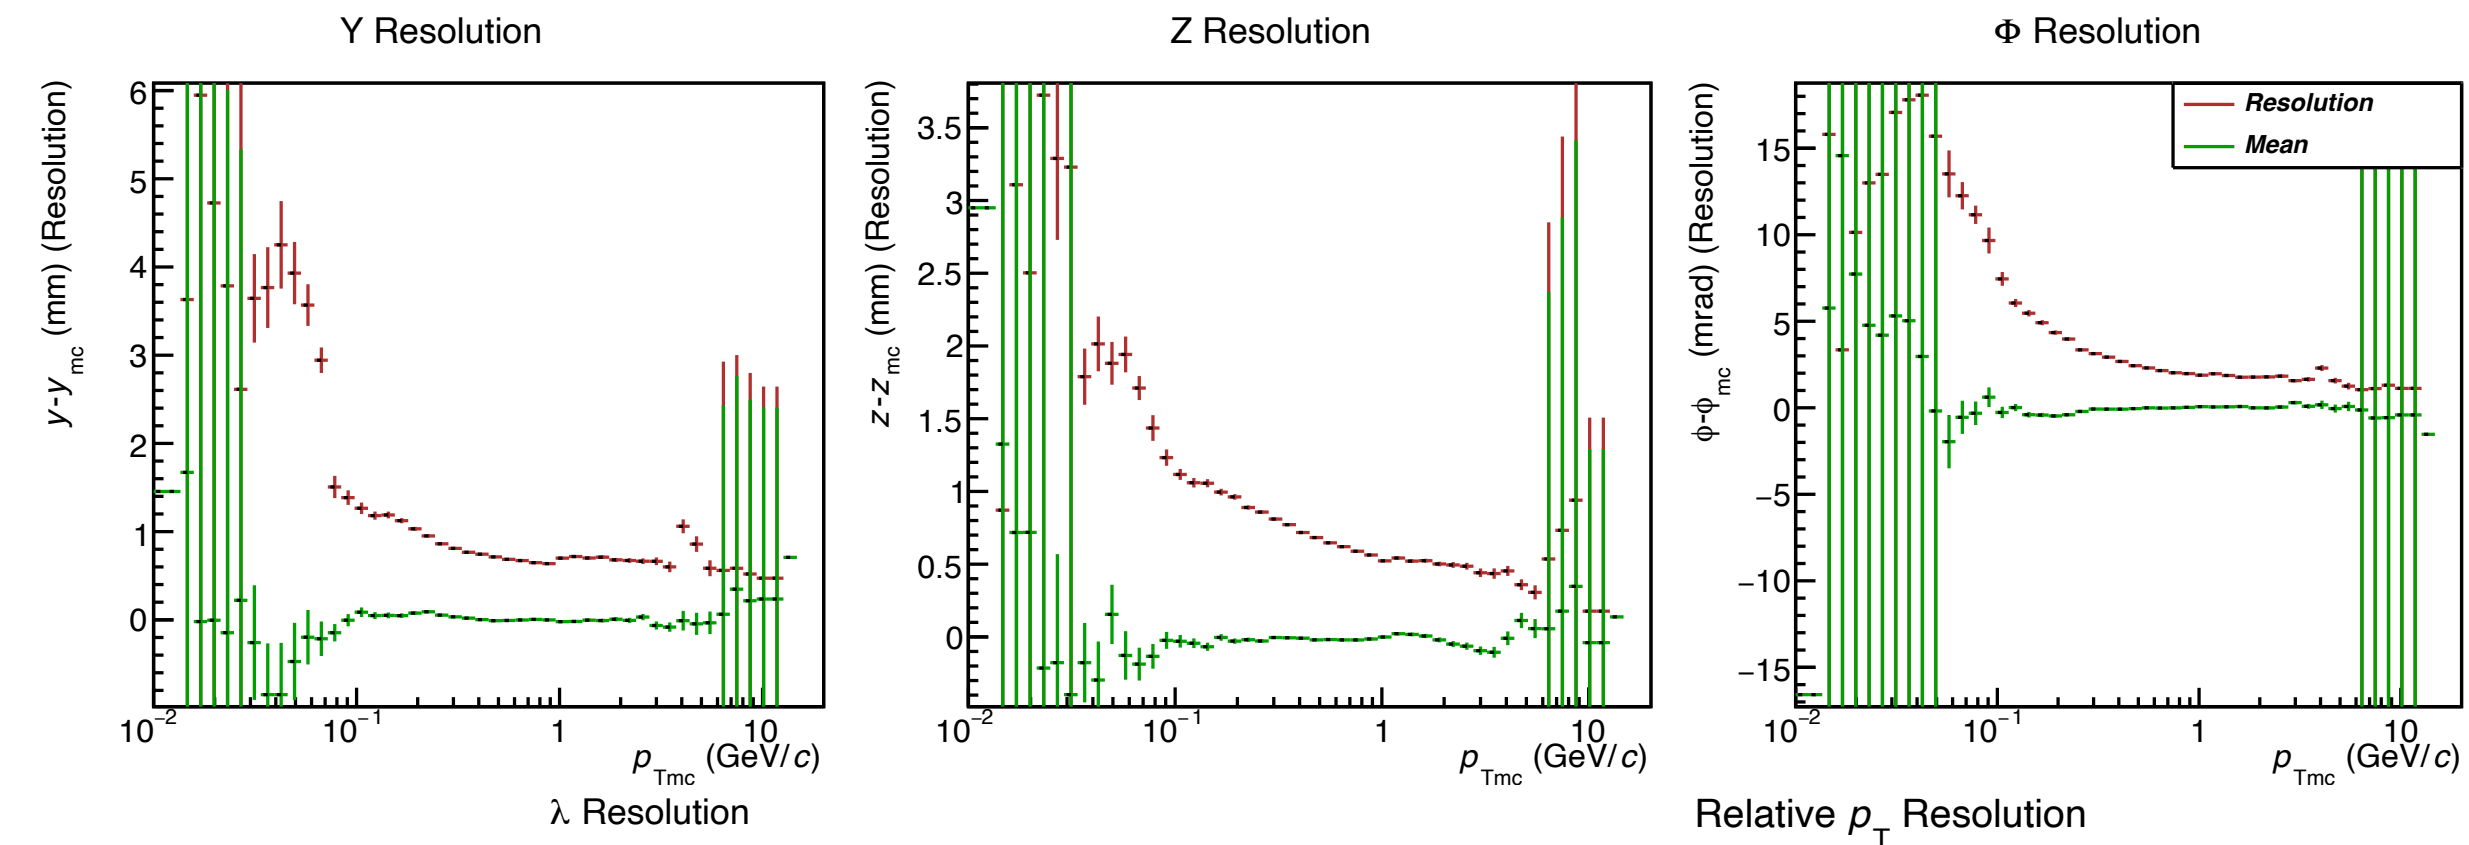 Y Resolution
y-y_mc (mm) (Resolution)
6
5
4
3
2
1
0
10^−2
10^−1
1
10
p_Tmc (GeV/c)
Z Resolution
z-z_mc (mm) (Resolution)
3.5
3
2.5
2
1.5
1
0.5
0
10^−2
10^−1
1
10
p_Tmc (GeV/c)
Φ Resolution
ϕ-ϕ_mc (mrad) (Resolution)
15
10
5
0
−5
−10
−15
10^−2
10^−1
1
10
p_Tmc (GeV/c)
Resolution
Mean
λ Resolution
Relative p_T Resolution